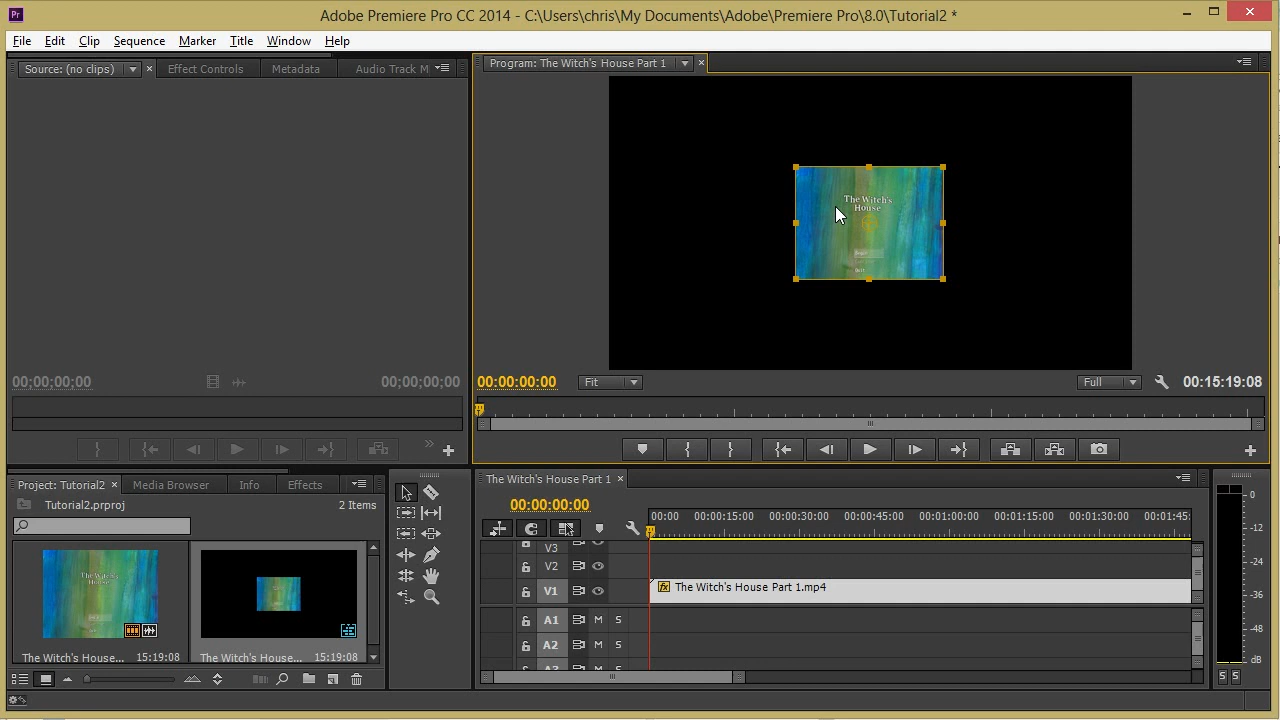 Adobe Premiere Pro CC 2014 - C:\Users\chris\My Documents\Adobe\Premiere Pro\8.0\Tutorial2 *
File Edit Clip Sequence Marker Title Window Help
Source: (no clips) Effect Controls Metadata Audio Track M
Program: The Witch's House Part 1
The Witch's
House
Quit
00;00;00;00 00;00;00;00
00:00:00:00 Fit Full 00:15:19:08
Project: Tutorial2 Media Browser Info Effects
Tutorial2.prproj 2 Items
The Witch's House... 15:19:08
The Witch's House... 15:19:08
The Witch's House Part 1
00:00:00:00
00:00 00:00:15:00 00:00:30:00 00:00:45:00 00:01:00:00 00:01:15:00 00:01:30:00 00:01:45:
V3
V2
V1 fx The Witch's House Part 1.mp4
A1 M S
A2 M S
0
-12
-24
-36
-48
dB
S S